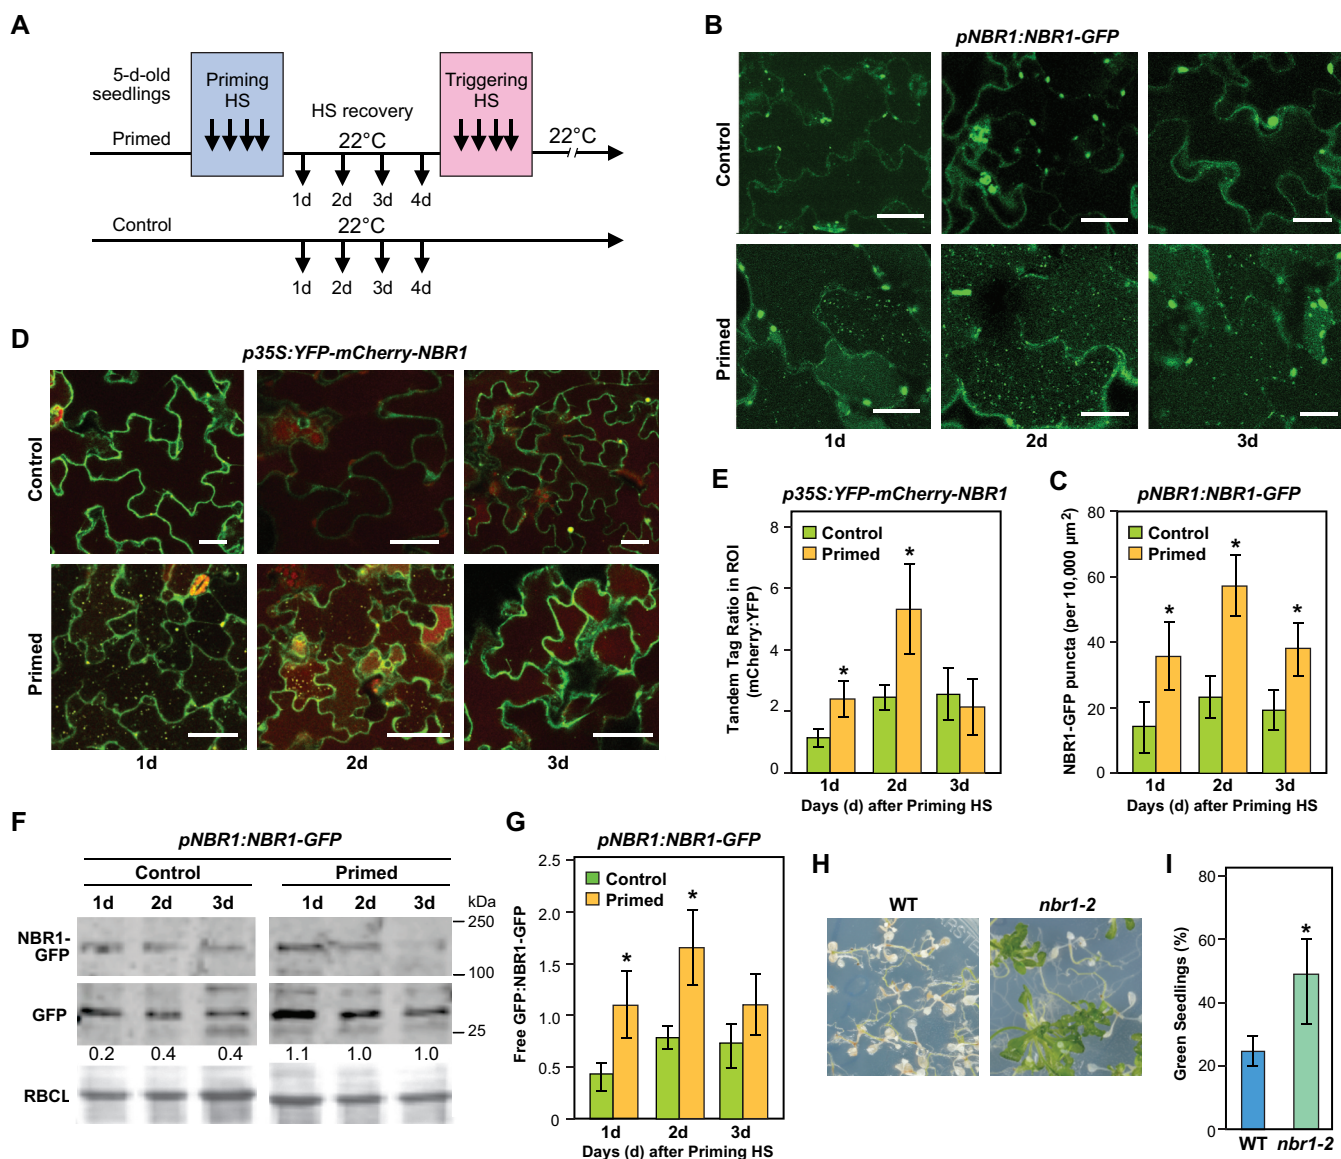 A
5-d-old
seedlings
Priming
HS
Triggering
HS
HS recovery
Primed
22°C
22°C
1d 2d 3d 4d
Control
22°C
1d 2d 3d 4d
B
pNBR1:NBR1-GFP
Control
Primed
1d 2d 3d
D
p35S:YFP-mCherry-NBR1
Control
Primed
1d 2d 3d
E
p35S:YFP-mCherry-NBR1
Tandem Tag Ratio in ROI
(mCherry:YFP)
8
6
4
2
0
Control
Primed
*
*
1d 2d 3d
Days (d) after Priming HS
C
pNBR1:NBR1-GFP
NBR1-GFP puncta (per 10,000 µm²)
80
60
40
20
0
Control
Primed
*
*
*
1d 2d 3d
Days (d) after Priming HS
F
pNBR1:NBR1-GFP
Control Primed
1d 2d 3d 1d 2d 3d kDa
NBR1-
GFP
250
100
GFP
25
0.2 0.4 0.4 1.1 1.0 1.0
RBCL
G
pNBR1:NBR1-GFP
Free GFP:NBR1-GFP
2.5
2.0
1.5
1.0
0.5
0
Control
Primed
*
*
1d 2d 3d
Days (d) after Priming HS
H
WT nbr1-2
I
Green Seedlings (%)
80
60
40
20
0
*
WT nbr1-2